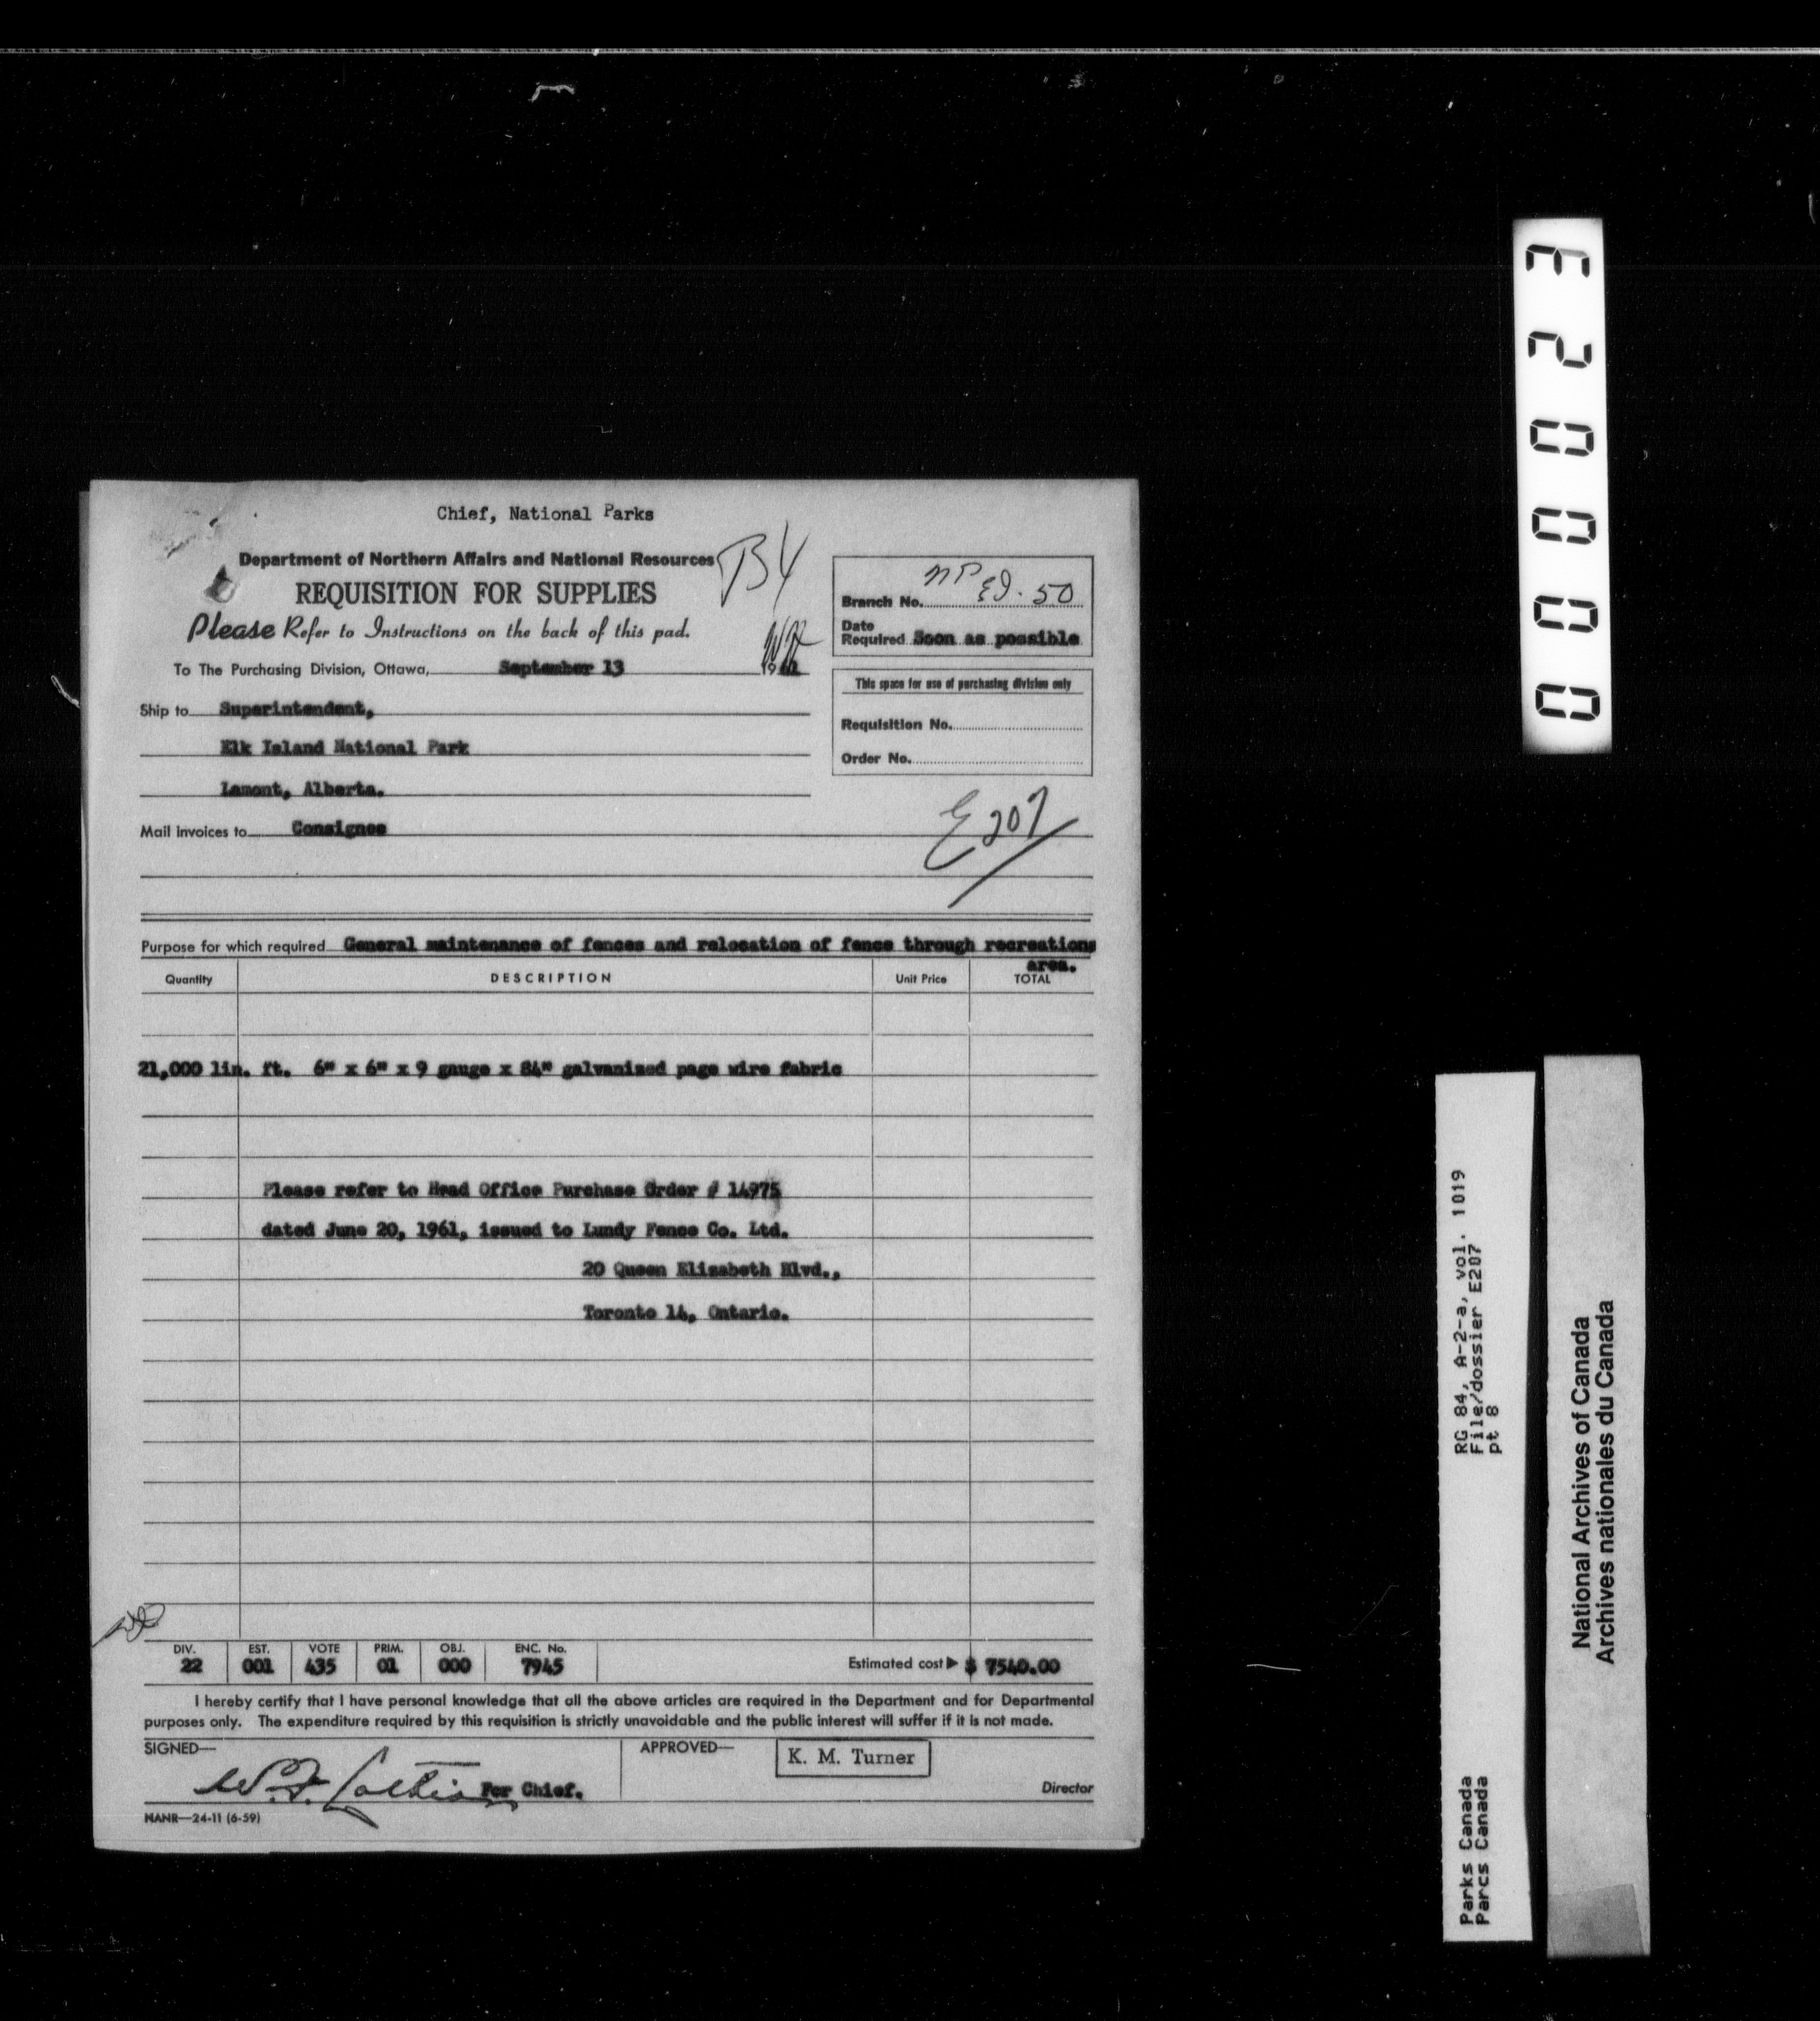 Chief, National Parks
Department of Northern Affairs and National Resources
B4
REQUISITION FOR SUPPLIES
Please Refer to Instructions on the back of this pad.
NP
Branch No. EI. 50
Date
Required Soon as possible
To The Purchasing Division, Ottawa, September 13 1961
This space for use of purchasing division only
Requisition No.
Order No.
Ship to Superintendent,
Elk Island National Park
Lamont, Alberta.
Mail invoices to Consignee
E207
Purpose for which required General maintenance of fences and relocation of fence through recreations
area.
Quantity DESCRIPTION Unit Price TOTAL
21,000 lin. ft. 6" x 6" x 9 gauge x 84" galvanized page wire fabric
Please refer to Head Office Purchase Order # 14975
dated June 20, 1961, issued to Lundy Fence Co. Ltd.
20 Queen Elizabeth Blvd.,
Toronto 14, Ontario.
DIV. EST. VOTE PRIM. OBJ. ENC. No.
22 001 435 01 000 7945 Estimated cost ▶ $ 7540.00
I hereby certify that I have personal knowledge that all the above articles are required in the Department and for Departmental
purposes only. The expenditure required by this requisition is strictly unavoidable and the public interest will suffer if it is not made.
SIGNED— APPROVED— K. M. Turner
For Chief. Director
NANR—24-11 (6-59)
00023
RG 84, A-2-a, vol. 1019
File/dossier E207
pt 8
Parks Canada
Parcs Canada
National Archives of Canada
Archives nationales du Canada